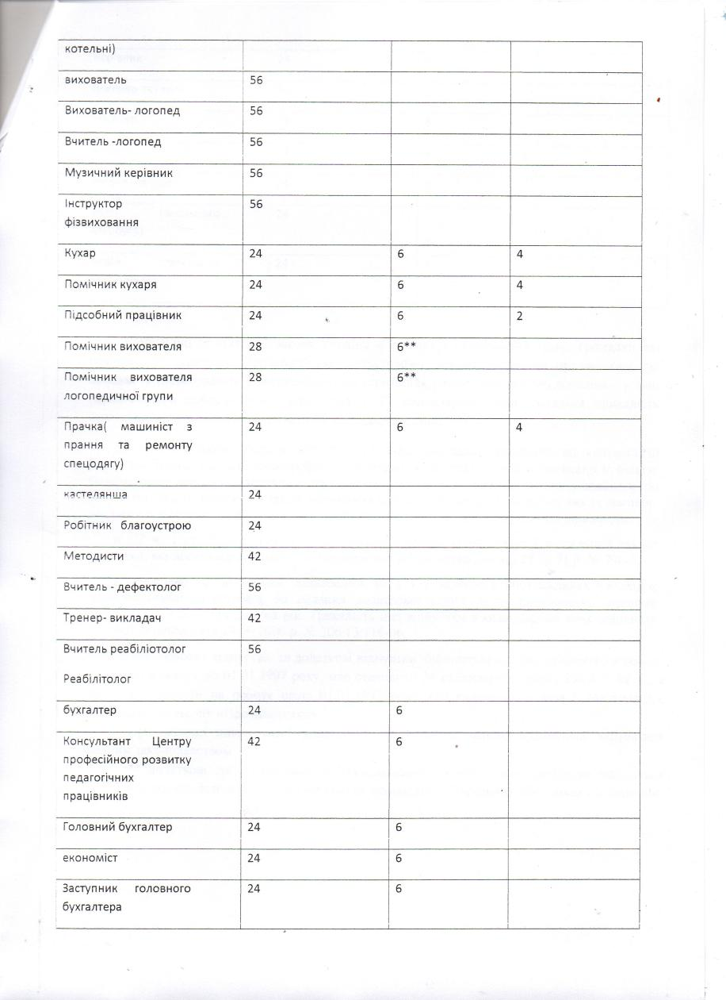 котельні)
вихователь 56
Вихователь- логопед 56
Вчитель -логопед 56
Музичний керівник 56
Інструктор 56
фізвиховання
Кухар 24 6 4
Помічник кухаря 24 6 4
Підсобний працівник 24 6 2
Помічник вихователя 28 6**
Помічник вихователя 28 6**
логопедичної групи
Прачка( машиніст з 24 6 4
прання та ремонту
спецодягу)
кастелянша 24
Робітник благоустрою 24
Методисти 42
Вчитель - дефектолог 56
Тренер- викладач 42
Вчитель реабіліотолог 56
Реабілітолог
бухгалтер 24 6
Консультант Центру 42 6
професійного розвитку
педагогічних
працівників
Головний бухгалтер 24 6
економіст 24 6
Заступник головного 24 6
бухгалтера